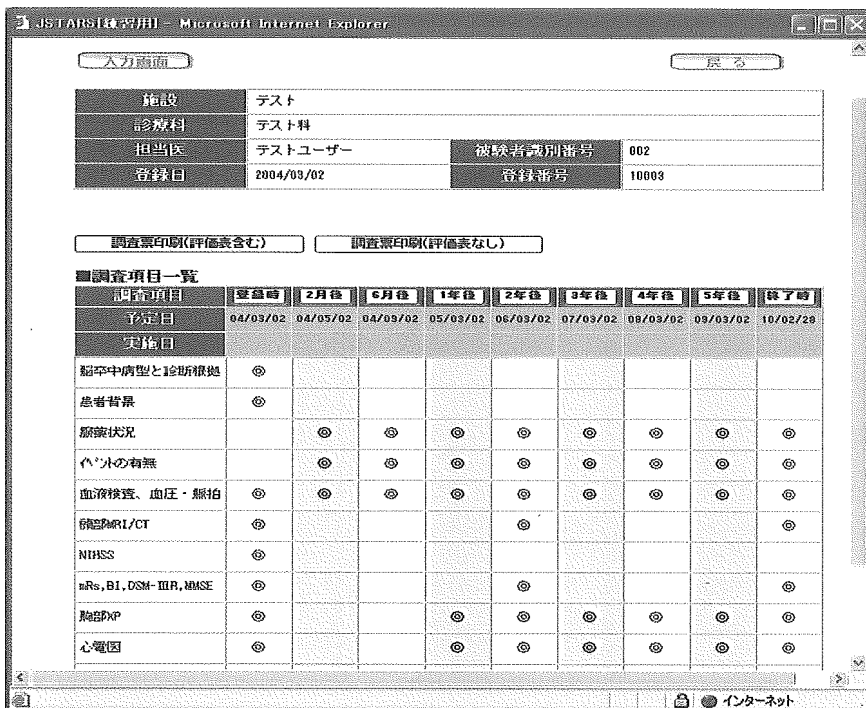 JSTARS[練習用] - Microsoft Internet Explorer
入力画面 戻る
施設 テスト
診療科 テスト科
担当医 テストユーザー 被験者識別番号 002
登録日 2004/03/02 登録番号 10003
調査票印刷(評価表含む) 調査票印刷(評価表なし)
■調査項目一覧
調査項目 登録時 2月後 6月後 1年後 2年後 3年後 4年後 5年後 終了時
予定日 04/03/02 04/05/02 04/09/02 05/03/02 06/03/02 07/03/02 08/03/02 09/03/02 10/02/28
実施日
脳卒中病型と診断根拠 ◎
患者背景 ◎
服薬状況 ◎ ◎ ◎ ◎ ◎ ◎ ◎ ◎
イベントの有無 ◎ ◎ ◎ ◎ ◎ ◎ ◎ ◎
血液検査、血圧・脈拍 ◎ ◎ ◎ ◎ ◎ ◎ ◎ ◎ ◎
頭部MRI/CT ◎ ◎ ◎
NIHSS ◎
mRs,BI,DSM-IIIR,MMSE ◎ ◎ ◎
胸部XP ◎ ◎ ◎ ◎ ◎ ◎ ◎
心電図 ◎ ◎ ◎ ◎ ◎ ◎ ◎
インターネット